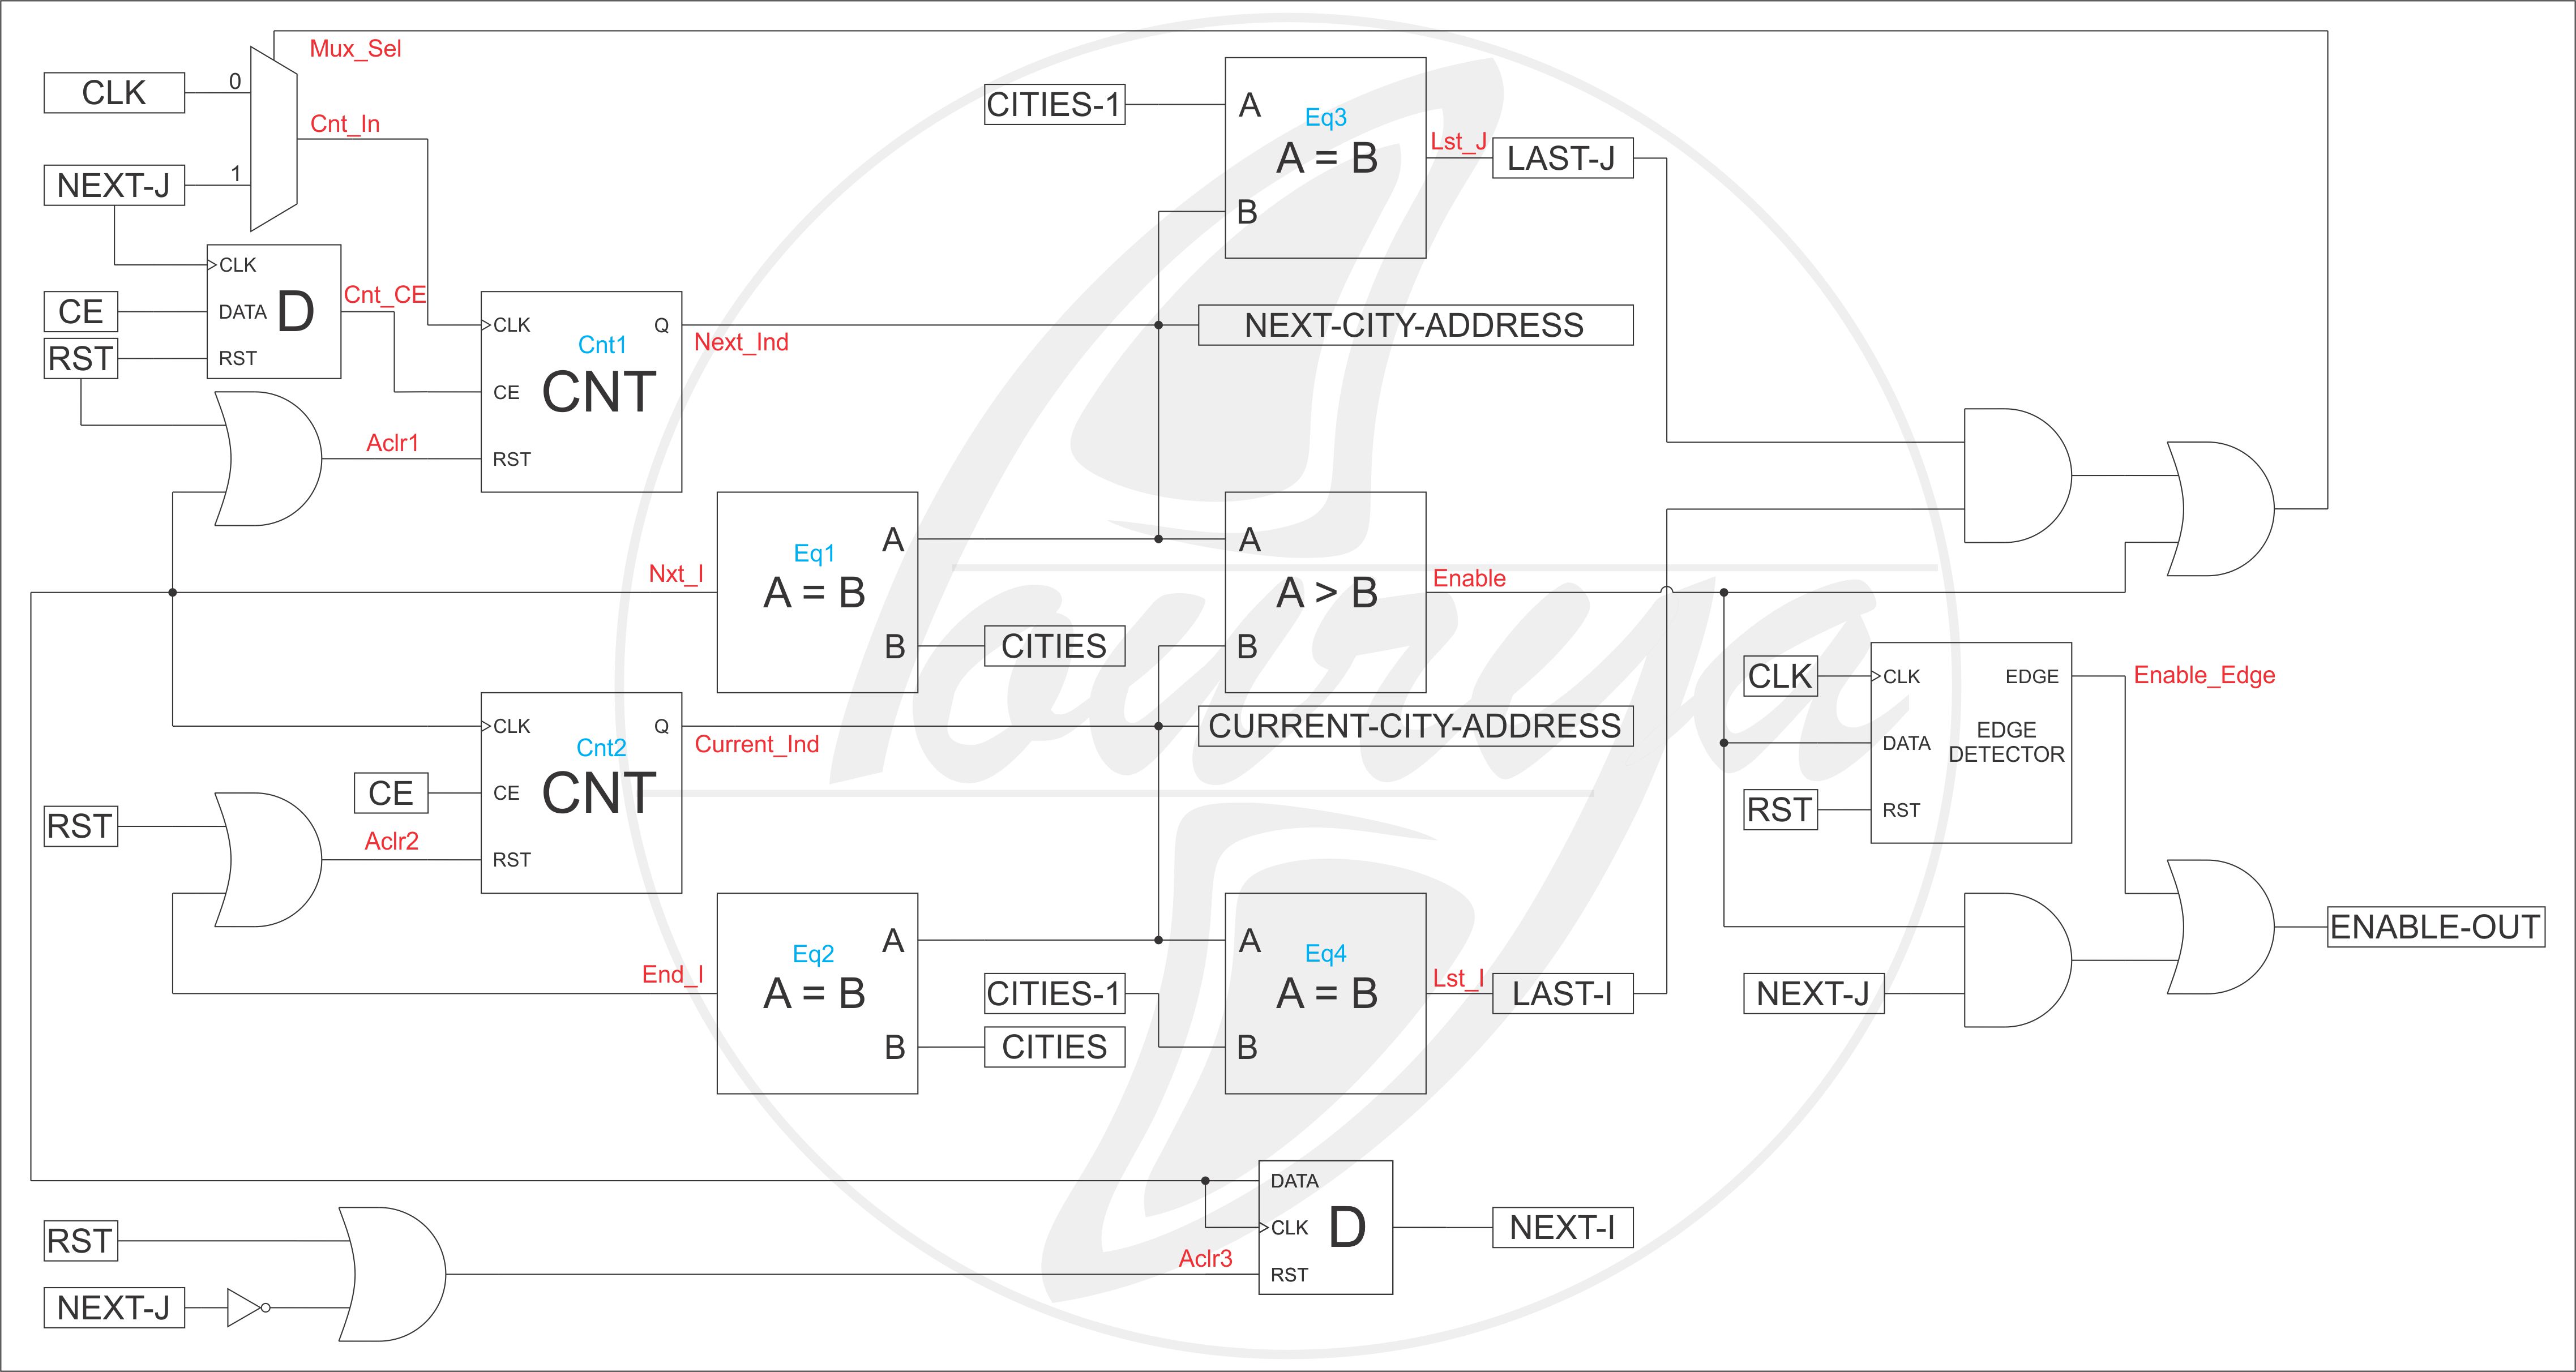 Mux_Sel
CLK
0
Cnt_In
NEXT-J
1
CLK
CE
DATA
D
Cnt_CE
RST
RST
Aclr1
CLK
Q
Cnt1
CNT
CE
RST
Next_Ind
CITIES-1
A
Eq3
A = B
B
Lst_J
LAST-J
NEXT-CITY-ADDRESS
Nxt_I
Eq1
A = B
A
B
CITIES
A
A > B
B
Enable
CLK
Q
Cnt2
CNT
CE
CE
RST
Current_Ind
CURRENT-CITY-ADDRESS
RST
Aclr2
CLK
CLK
EDGE
Enable_Edge
DATA
EDGE
DETECTOR
RST
RST
End_I
Eq2
A = B
A
B
CITIES-1
CITIES
A
Eq4
A = B
B
Lst_I
LAST-I
NEXT-J
ENABLE-OUT
DATA
CLK
D
RST
NEXT-I
RST
Aclr3
NEXT-J